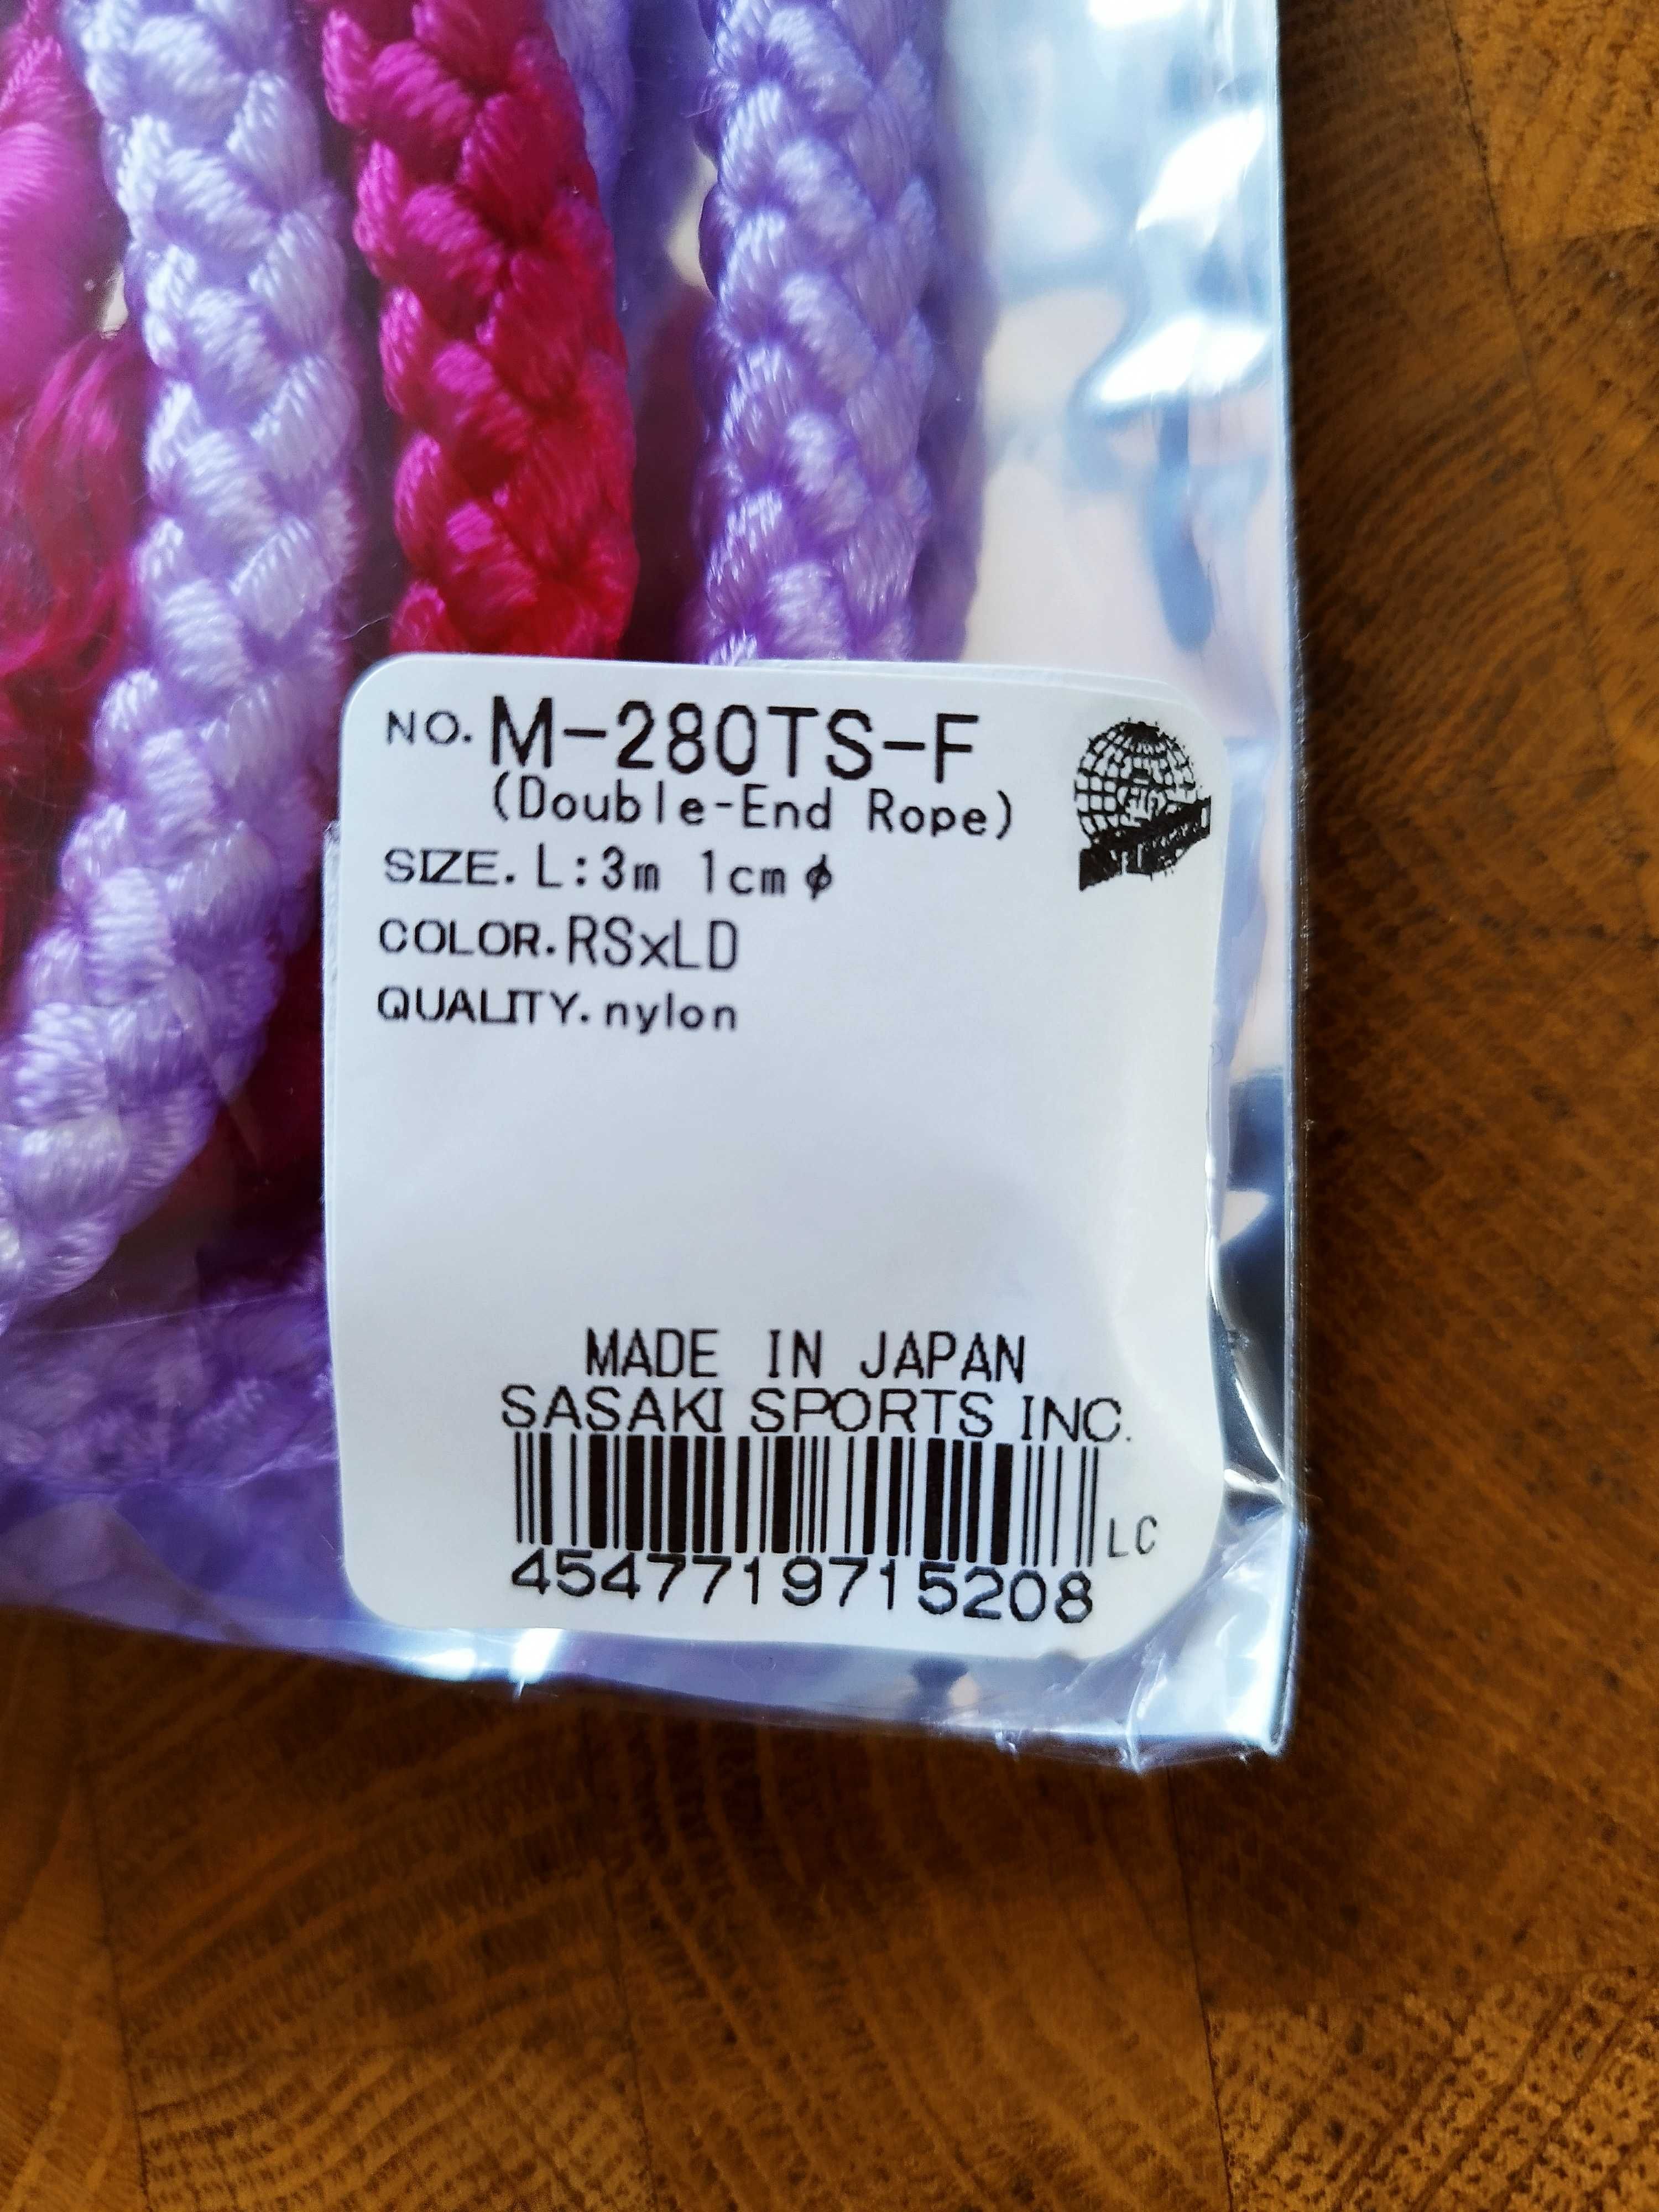 NO. M-280TS-F
(Double-End Rope)
SIZE. L:3m 1cmφ
COLOR. RSxLD
QUALITY. nylon
MADE IN JAPAN
SASAKI SPORTS INC.
LC
4547719715208